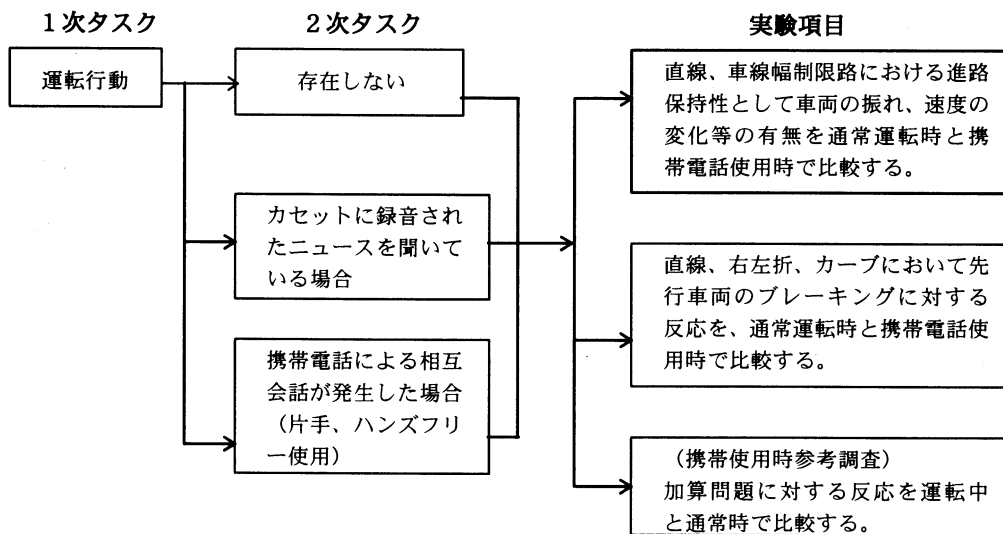 1次タスク
2次タスク
実験項目
運転行動
存在しない
カセットに録音され
たニュースを聞いて
いる場合
携帯電話による相互
会話が発生した場合
（片手、ハンズフリ
ー使用）
直線、車線幅制限路における進路
保持性として車両の振れ、速度の
変化等の有無を通常運転時と携
帯電話使用時で比較する。
直線、右左折、カーブにおいて先
行車両のブレーキングに対する
反応を、通常運転時と携帯電話使
用時で比較する。
（携帯使用時参考調査）
加算問題に対する反応を運転中
と通常時で比較する。